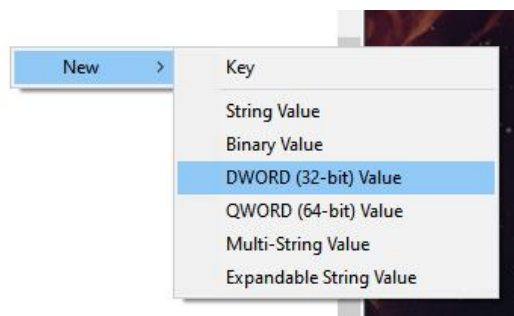 New
Key
String Value
Binary Value
DWORD (32-bit) Value
QWORD (64-bit) Value
Multi-String Value
Expandable String Value